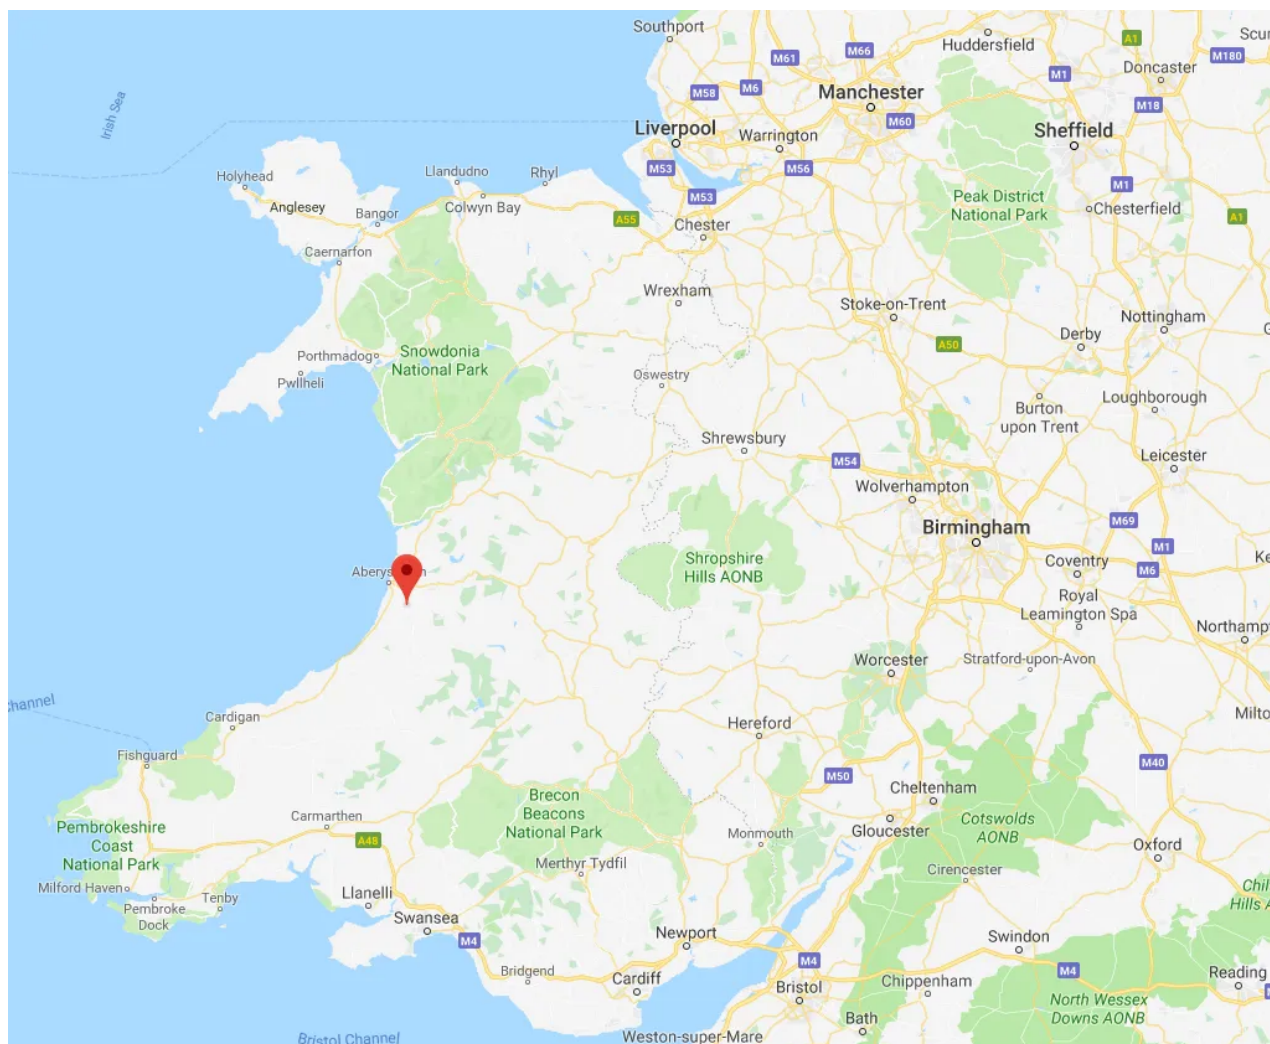 Southport
M61
M66
Huddersfield
A1
M180
M1
Doncaster
M58
M6
Manchester
M18
Irish Sea
Liverpool
Warrington
M60
Sheffield
M53
M56
Holyhead
Llandudno
Rhyl
M1
Anglesey
Bangor
Colwyn Bay
M53
Peak District
National Park
Chesterfield
A55
Chester
A1
Caernarfon
Wrexham
Stoke-on-Trent
Nottingham
Derby
A50
Porthmadog
Snowdonia
National Park
Pwllheli
Oswestry
Burton
upon Trent
Loughborough
Shrewsbury
M54
Leicester
Wolverhampton
Birmingham
M69
M1
Shropshire
Hills AONB
Coventry
M6
Royal
Leamington Spa
Worcester
Stratford-upon-Avon
Channel
Cardigan
Hereford
Fishguard
M50
M40
Brecon
Beacons
National Park
Cheltenham
Carmarthen
A48
Pembrokeshire
Coast
National Park
Monmouth
Gloucester
Cotswolds
AONB
Oxford
Merthyr Tydfil
Cirencester
Milford Haven
Pembroke
Dock
Tenby
Llanelli
Swansea
M4
Newport
Swindon
M4
Bridgend
Cardiff
Bristol
Chippenham
M4
Reading
North Wessex
Downs AONB
Bath
Bristol Channel
Weston-super-Mare